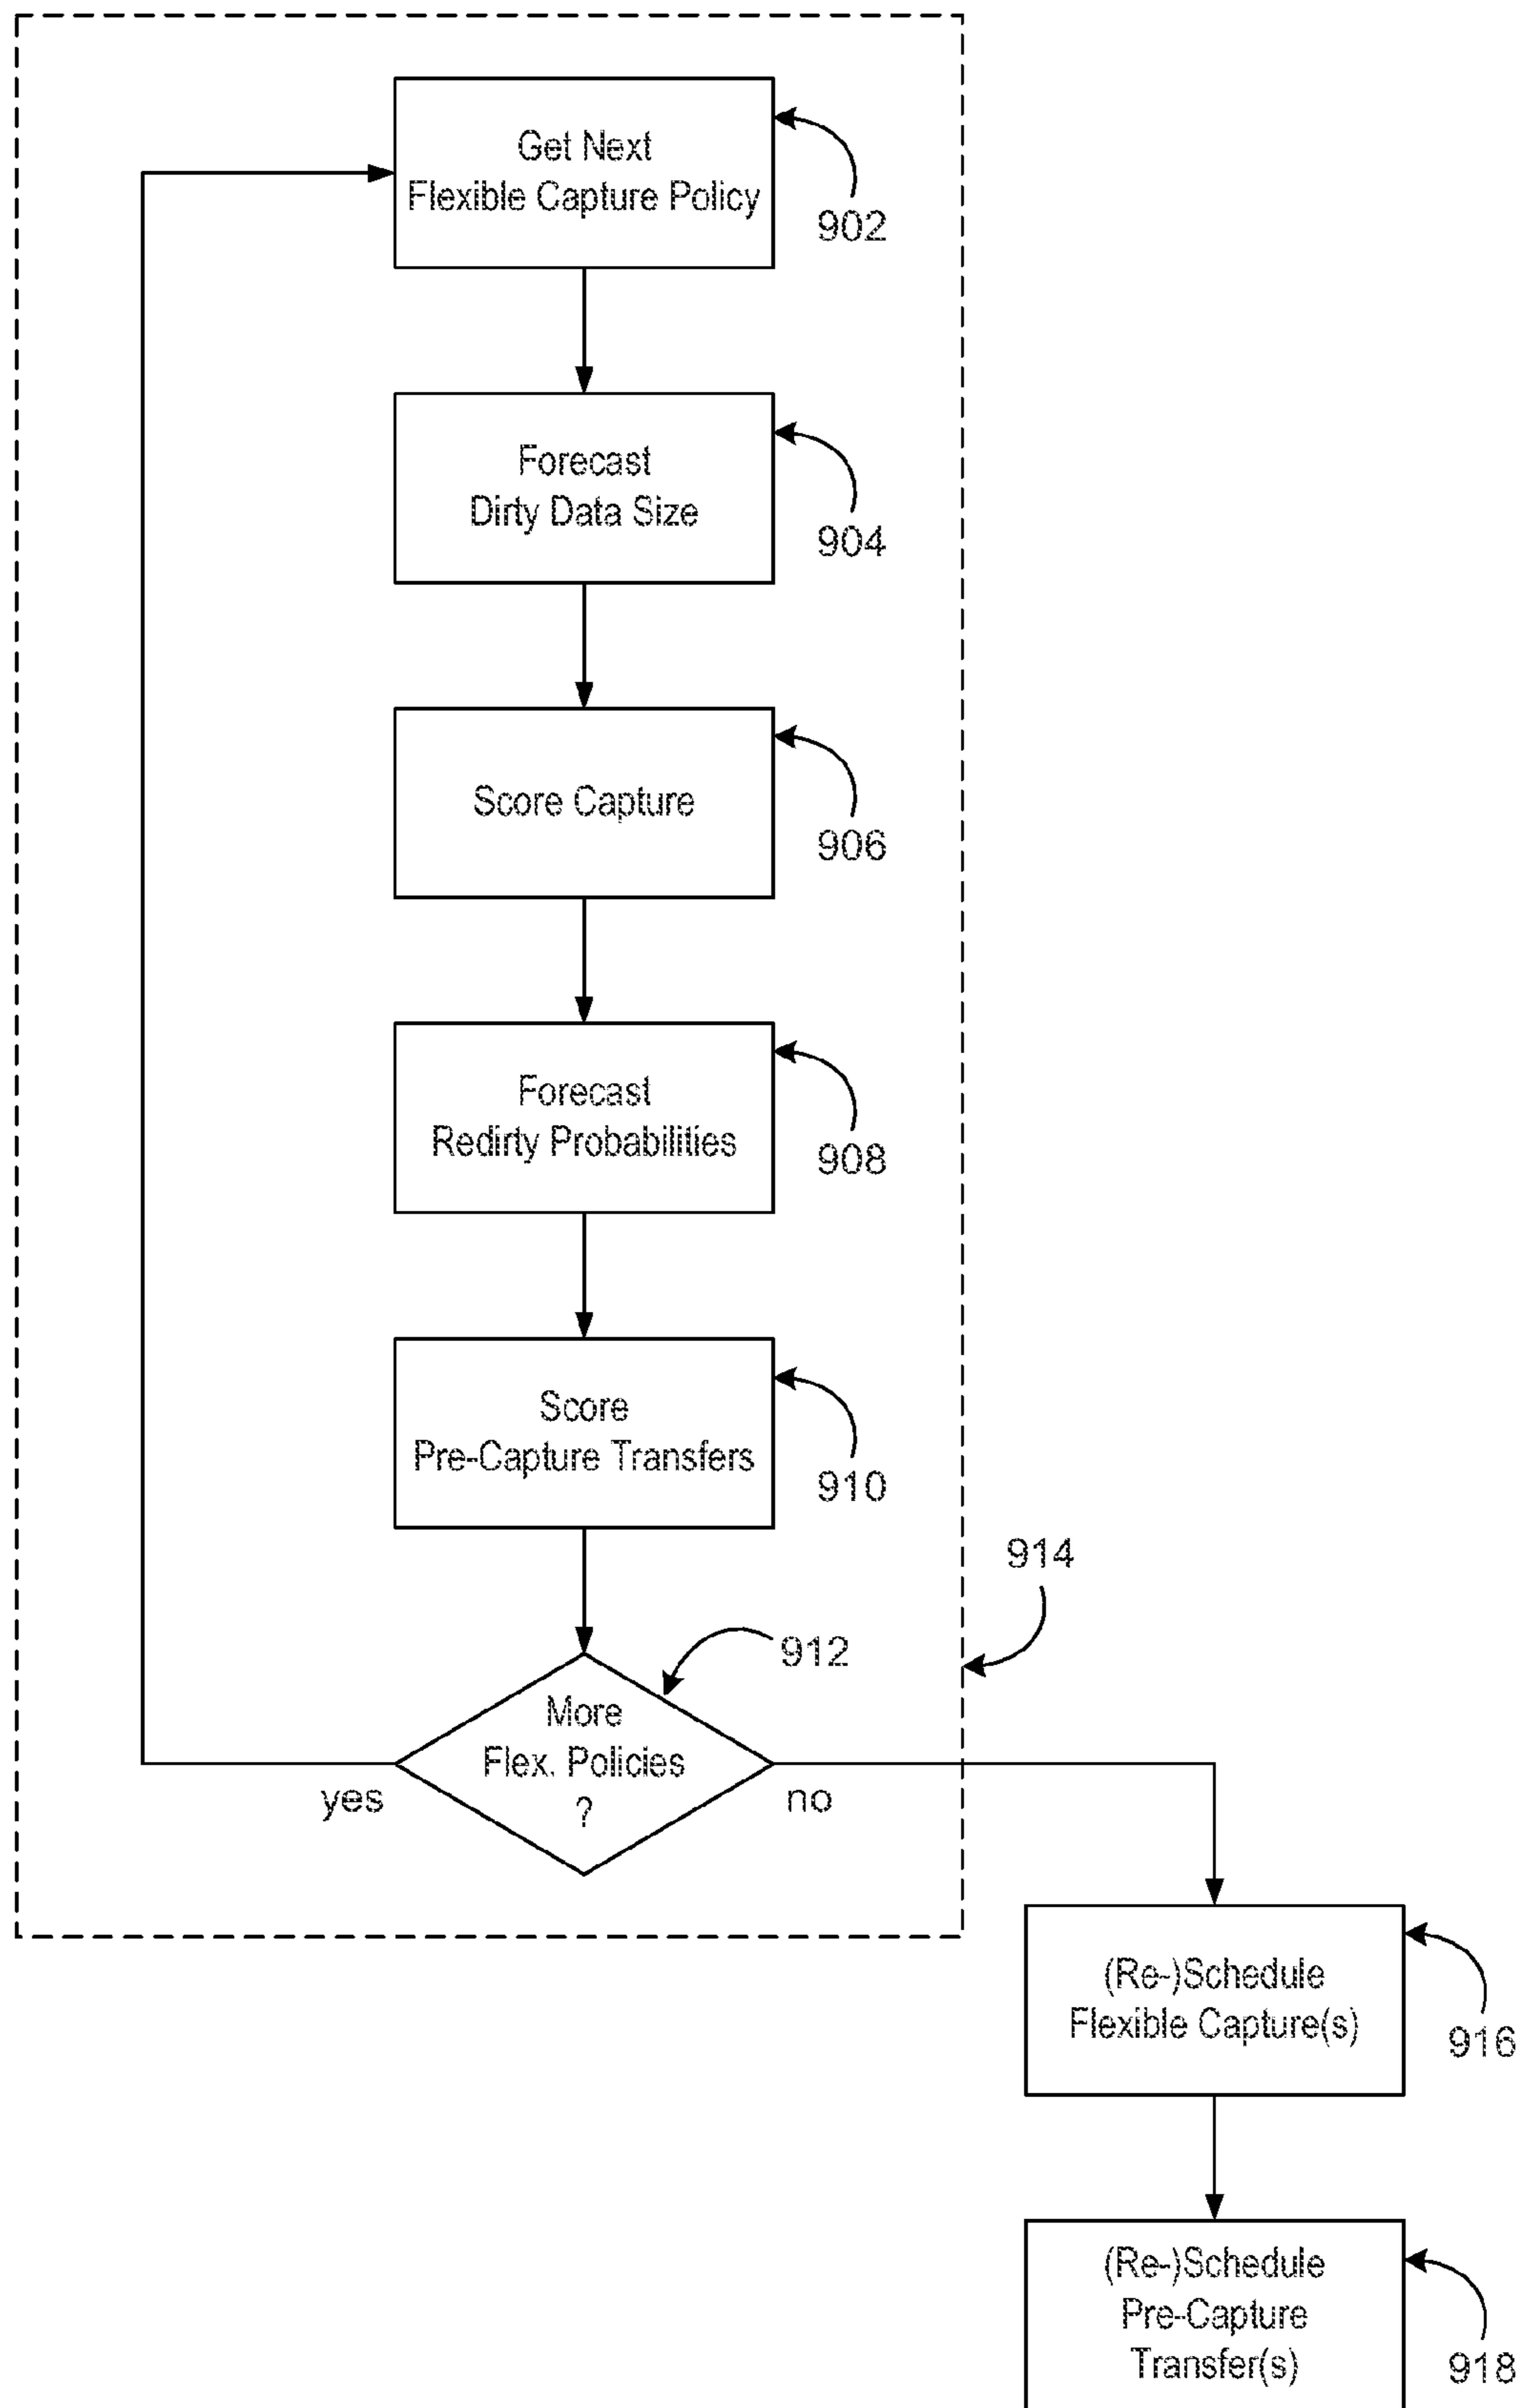 Get Next
Flexible Capture Policy
902
Forecast
Dirty Data Size
904
Score Capture
906
Forecast
Redirty Probabilities
908
Score
Pre-Capture Transfers
910
914
912
More
Flex. Policies
?
yes
no
(Re-)Schedule
Flexible Capture(s)
916
(Re-)Schedule
Pre-Capture
Transfer(s)
918